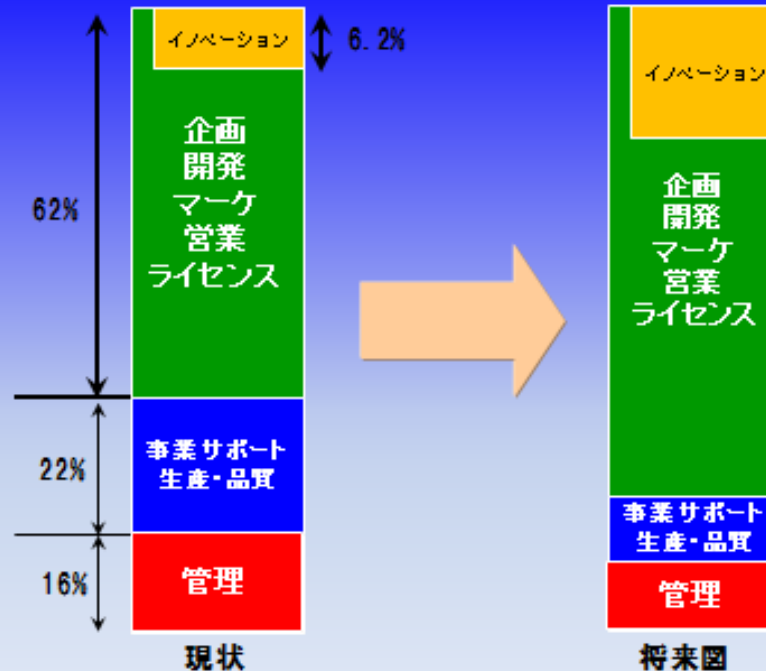 イノベーション
6.2%
企画
開発
マーケ
営業
ライセンス
62%
事業サポート
生産・品質
22%
管理
16%
現状
イノベーション
企画
開発
マーケ
営業
ライセンス
事業サポート
生産・品質
管理
将来図